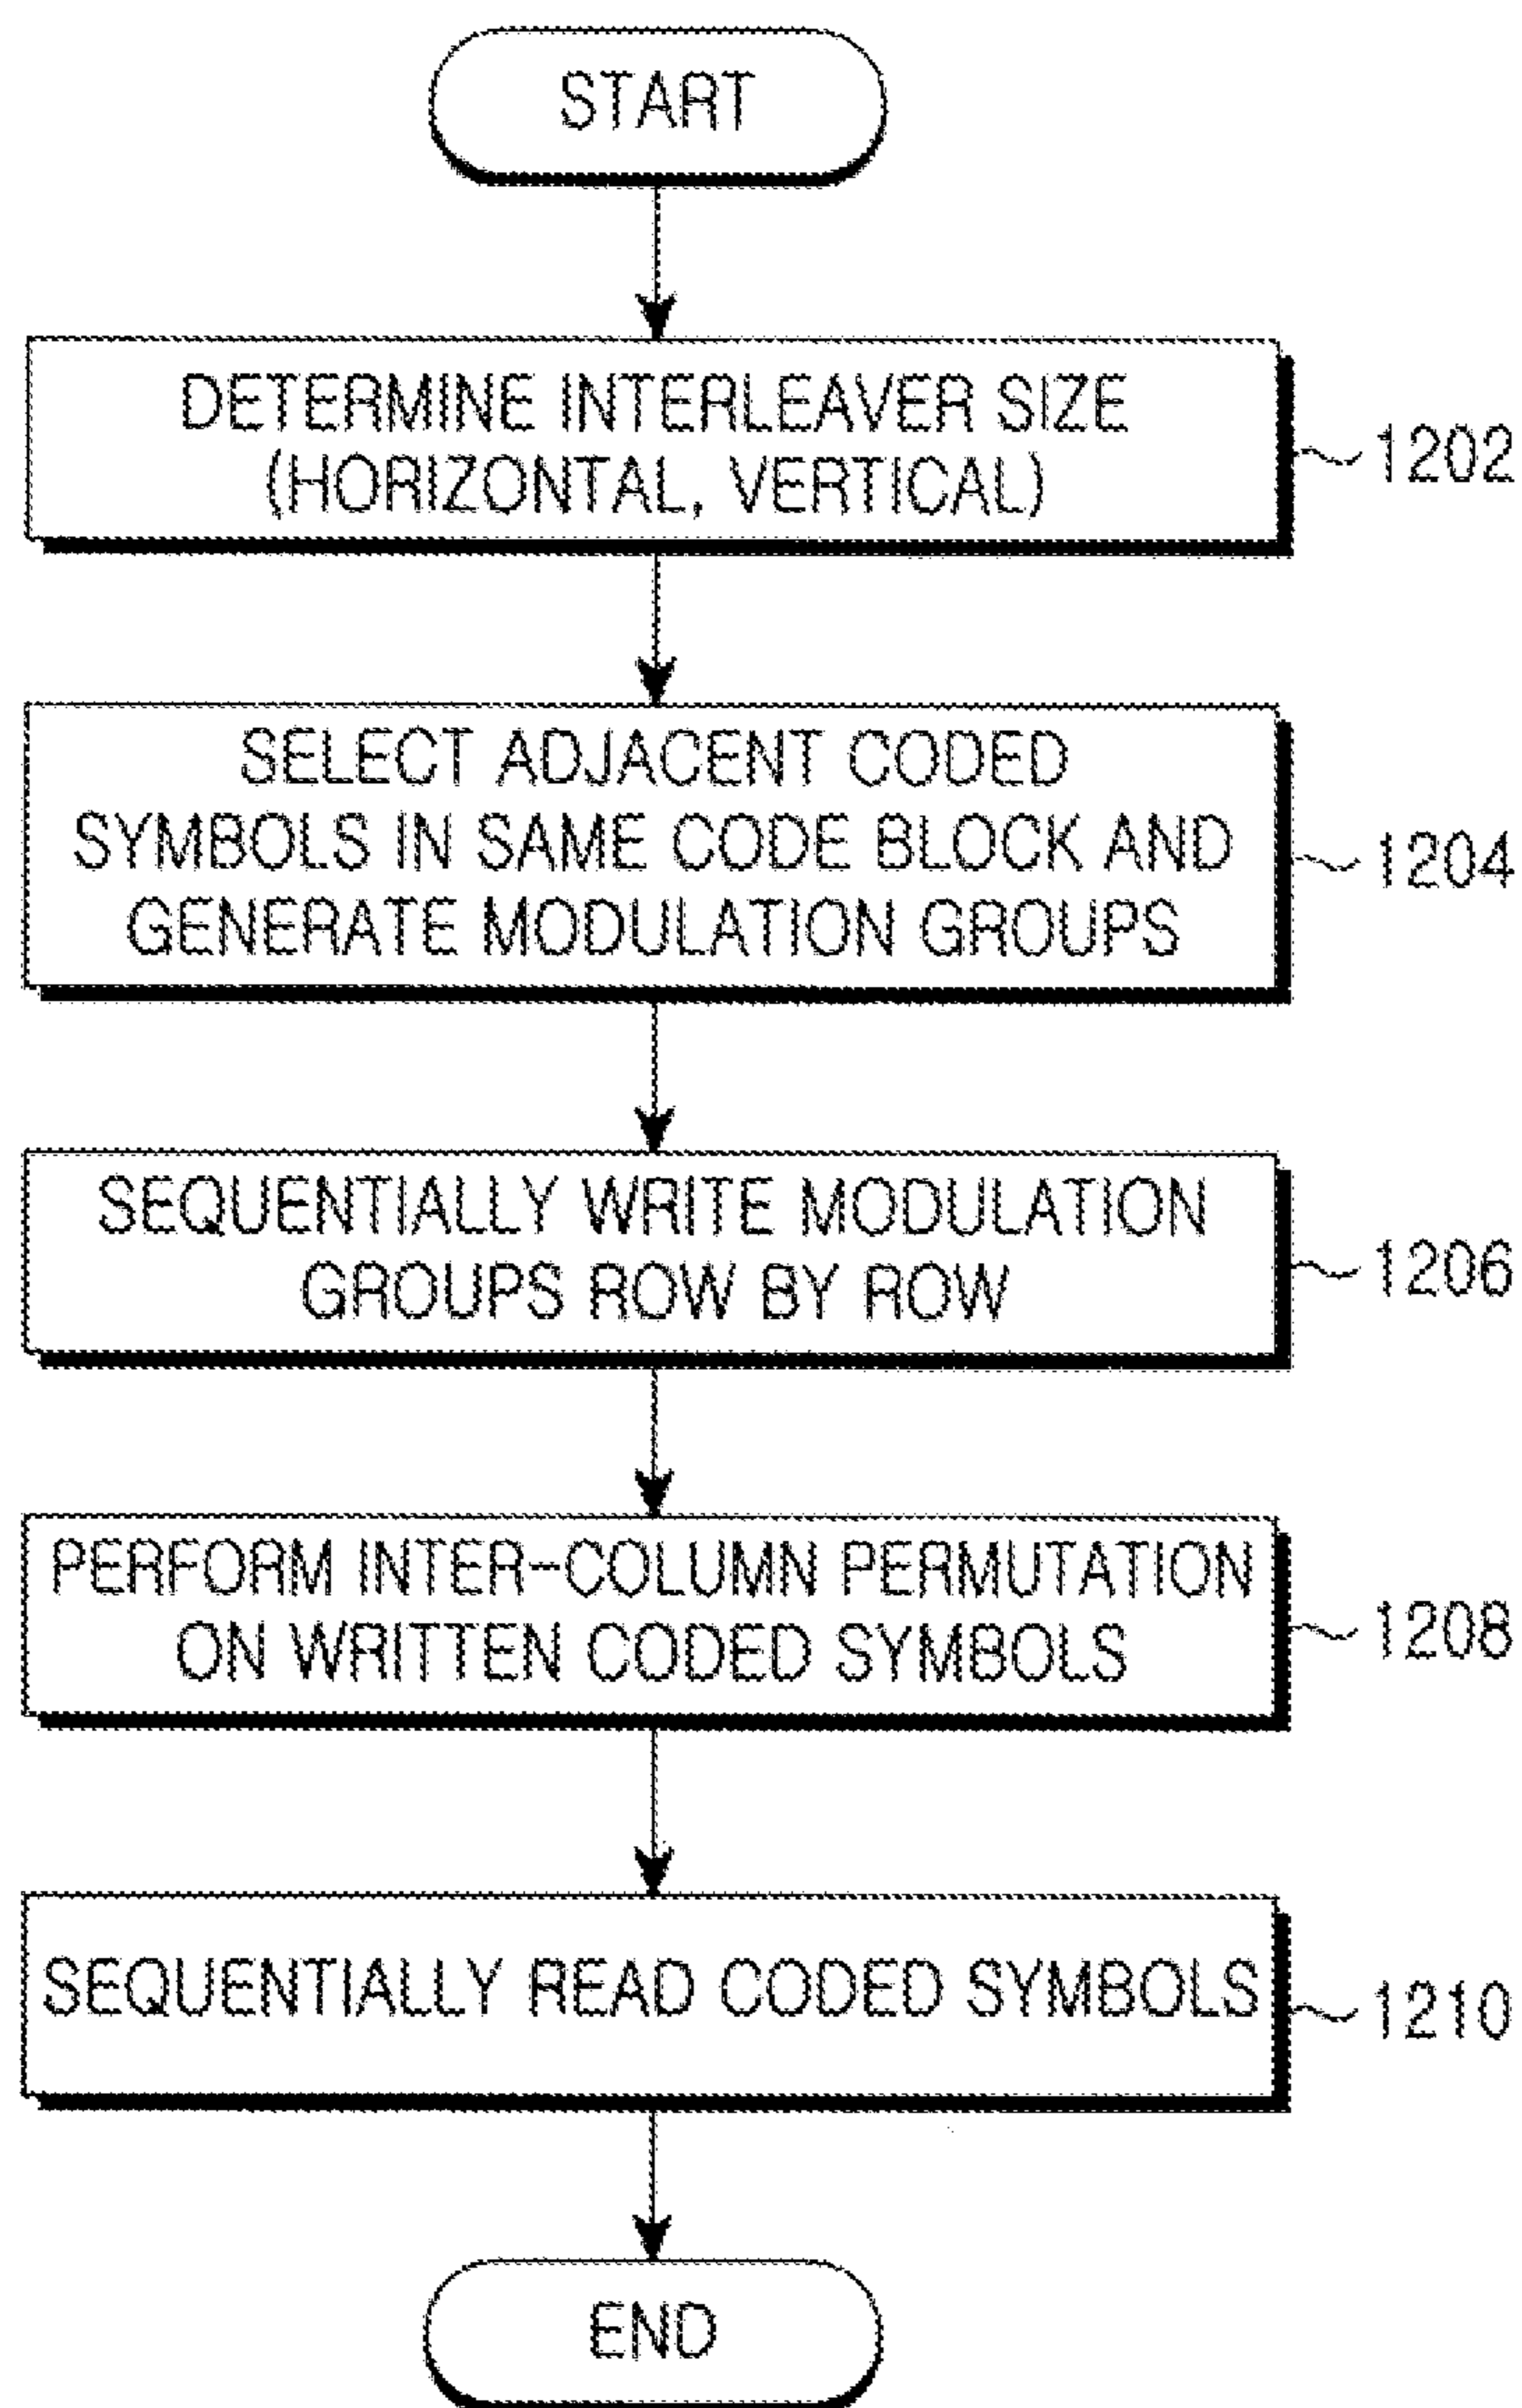 START
DETERMINE INTERLEAVER SIZE
(HORIZONTAL, VERTICAL)
1202
SELECT ADJACENT CODED
SYMBOLS IN SAME CODE BLOCK AND
GENERATE MODULATION GROUPS
1204
SEQUENTIALLY WRITE MODULATION
GROUPS ROW BY ROW
1206
PERFORM INTER-COLUMN PERMUTATION
ON WRITTEN CODED SYMBOLS
1208
SEQUENTIALLY READ CODED SYMBOLS
1210
END